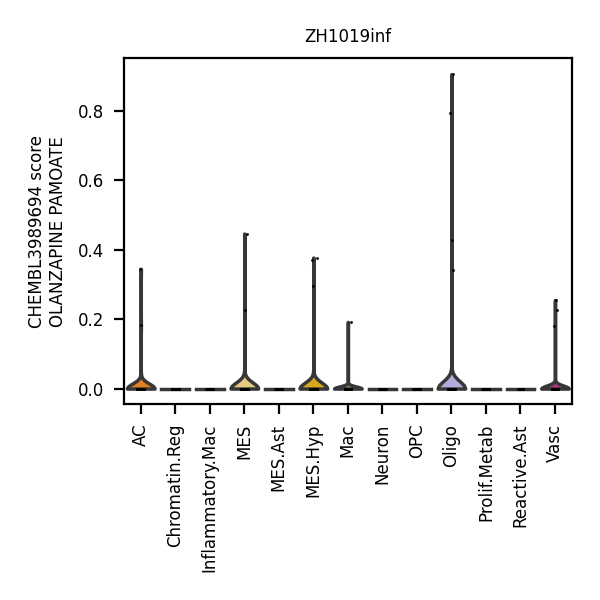 ZH1019inf
CHEMBL3989694 score
OLANZAPINE PAMOATE
0.8
0.6
0.4
0.2
0.0
AC
Chromatin.Reg
Inflammatory.Mac
MES
MES.Ast
MES.Hyp
Mac
Neuron
OPC
Oligo
Prolif.Metab
Reactive.Ast
Vasc